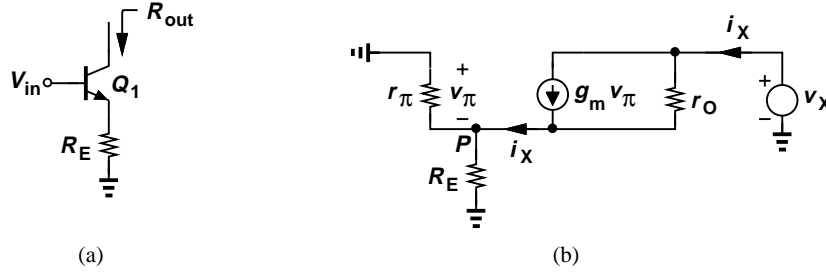 R_out
V_in
Q_1
R_E
(a)
i_X
+
r_π
v_π
−
g_m v_π
r_O
+
−
v_X
P
i_X
R_E
(b)